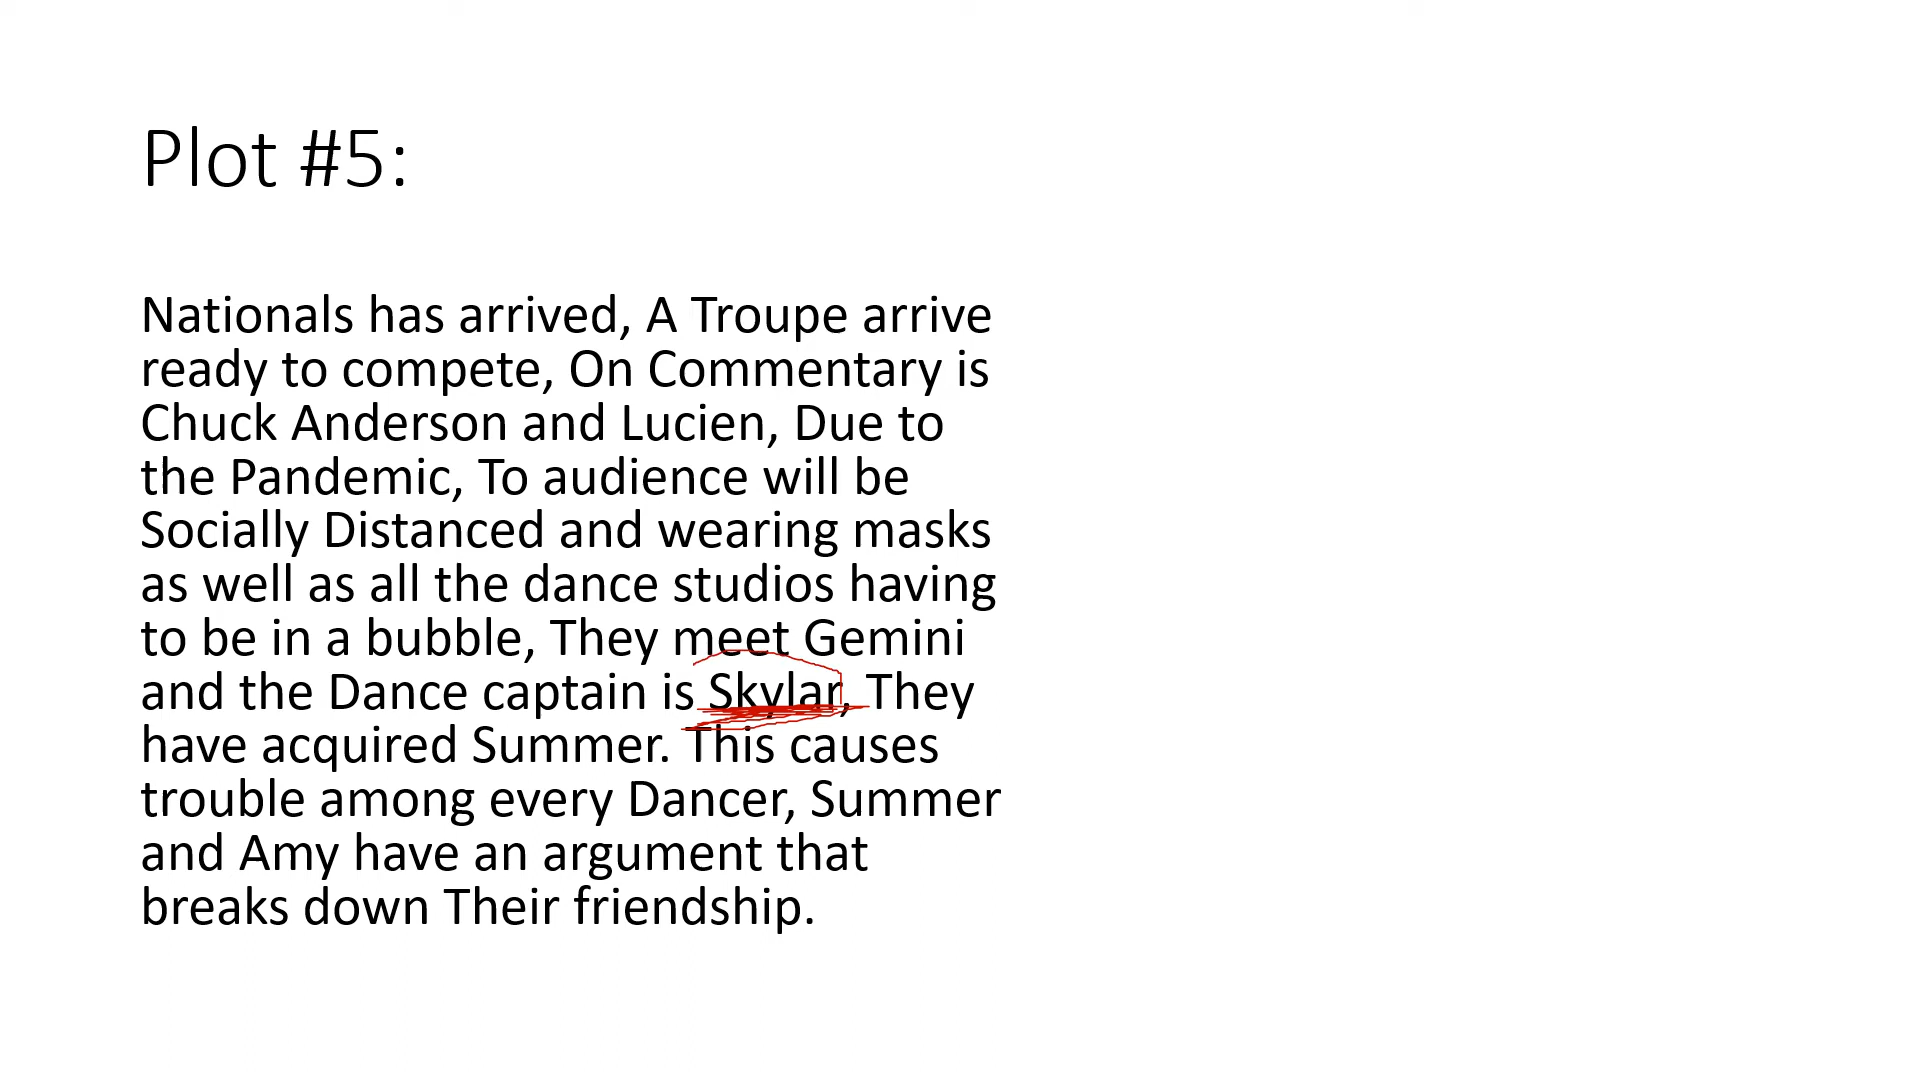 Plot #5:
Nationals has arrived, A Troupe arrive
ready to compete, On Commentary is
Chuck Anderson and Lucien, Due to
the Pandemic, To audience will be
Socially Distanced and wearing masks
as well as all the dance studios having
to be in a bubble, They meet Gemini
and the Dance captain is Skylar, They
have acquired Summer. This causes
trouble among every Dancer, Summer
and Amy have an argument that
breaks down Their friendship.